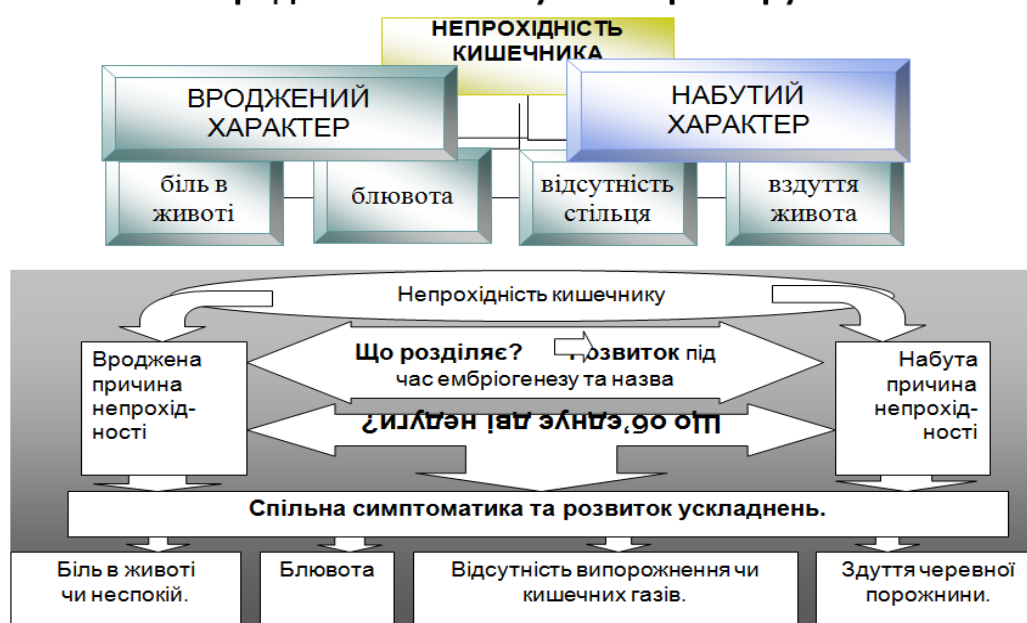 НЕПРОХІДНІСТЬ
КИШЕЧНИКА
ВРОДЖЕНИЙ
ХАРАКТЕР
НАБУТИЙ
ХАРАКТЕР
біль в
животі
блювота
відсутність
стільця
вздуття
живота
Непрохідність кишечнику
Вроджена
причина
непрохід-
ності
Що розділяє?
під
час ембріогенезу та назва
Набута
причина
непрохід-
ності
Що об’єднує дві недуги?
Спільна симптоматика та розвиток ускладнень.
Біль в животі
чи неспокій.
Блювота
Відсутність випорожнення чи
кишечних газів.
Здуття черевної
порожнини.